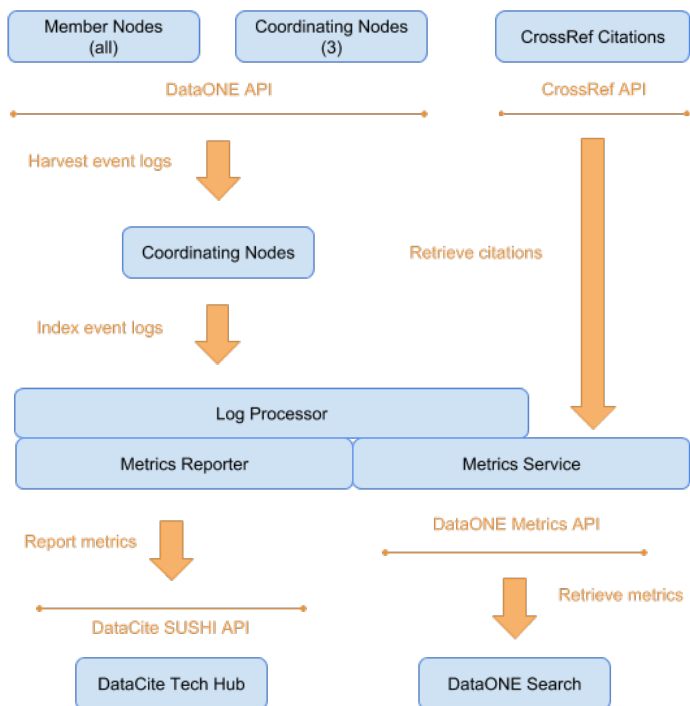 Member Nodes
(all)
Coordinating Nodes
(3)
CrossRef Citations
DataONE API
CrossRef API
Harvest event logs
Coordinating Nodes
Retrieve citations
Index event logs
Log Processor
Metrics Reporter
Metrics Service
Report metrics
DataONE Metrics API
Retrieve metrics
DataCite SUSHI API
DataCite Tech Hub
DataONE Search